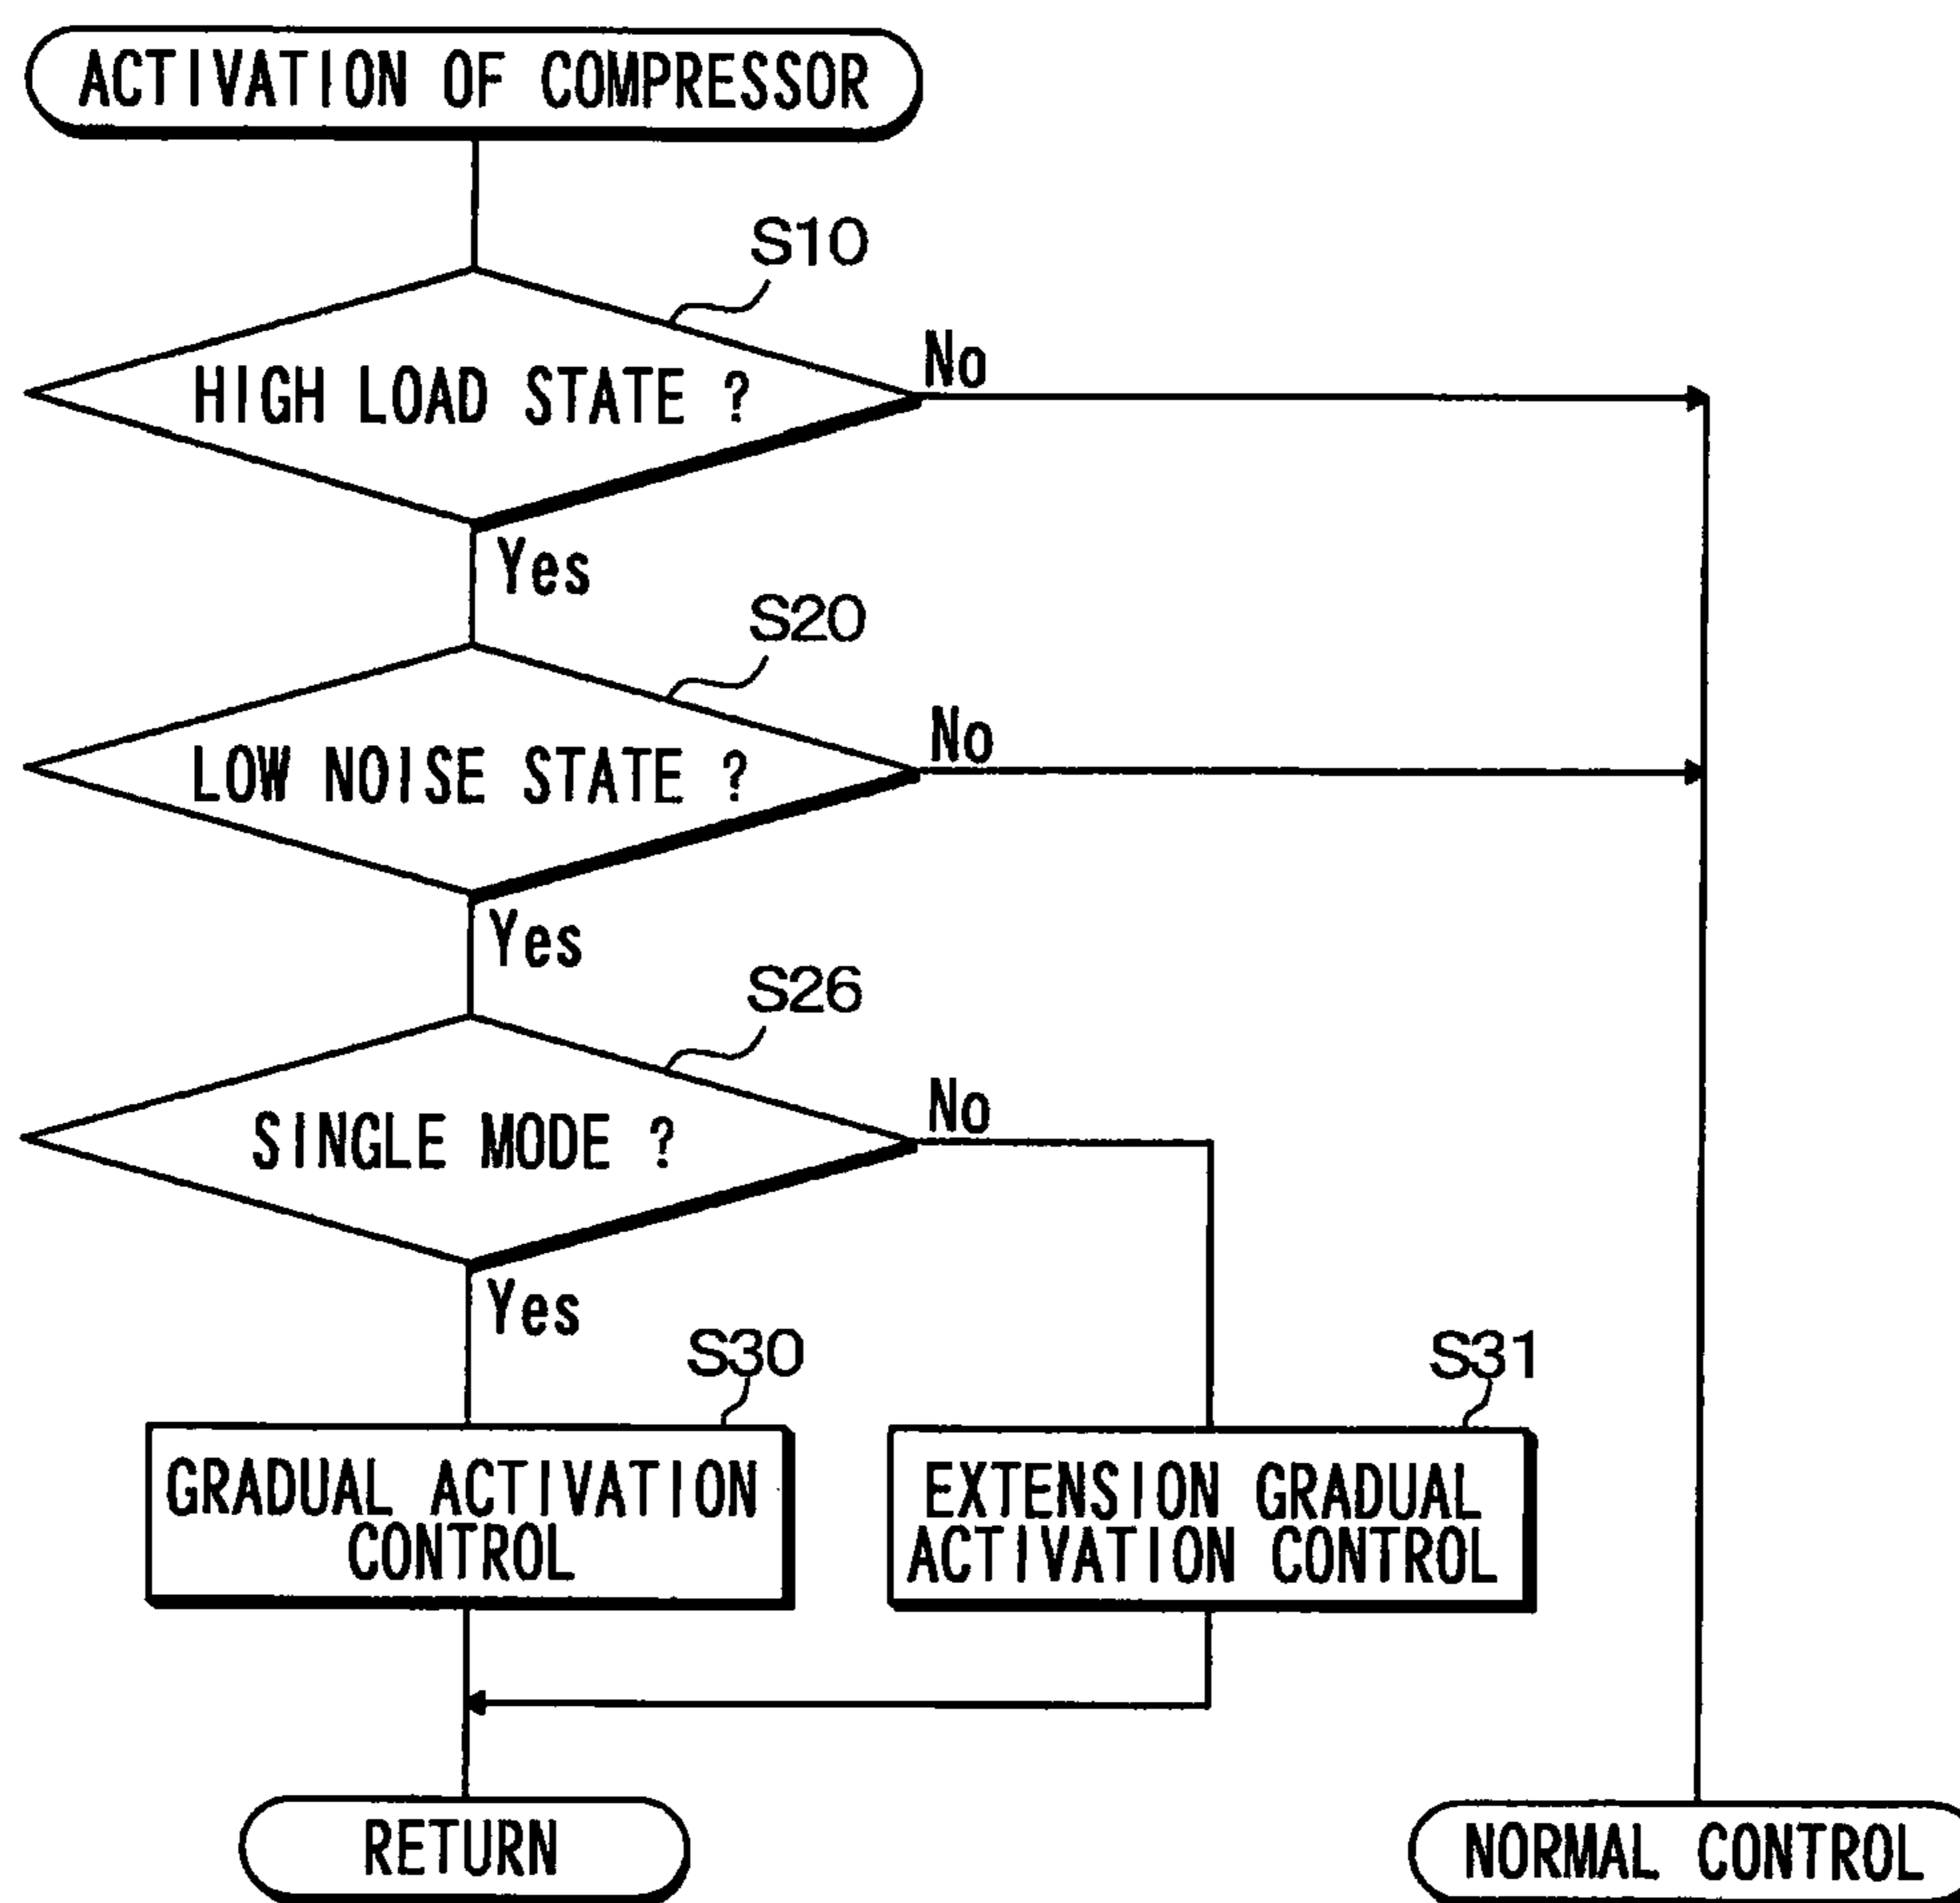 ACTIVATION OF COMPRESSOR
S10
HIGH LOAD STATE ?
No
Yes
S20
LOW NOISE STATE ?
No
Yes
S26
SINGLE MODE ?
No
Yes
S30
GRADUAL ACTIVATION
CONTROL
S31
EXTENSION GRADUAL
ACTIVATION CONTROL
RETURN
NORMAL CONTROL